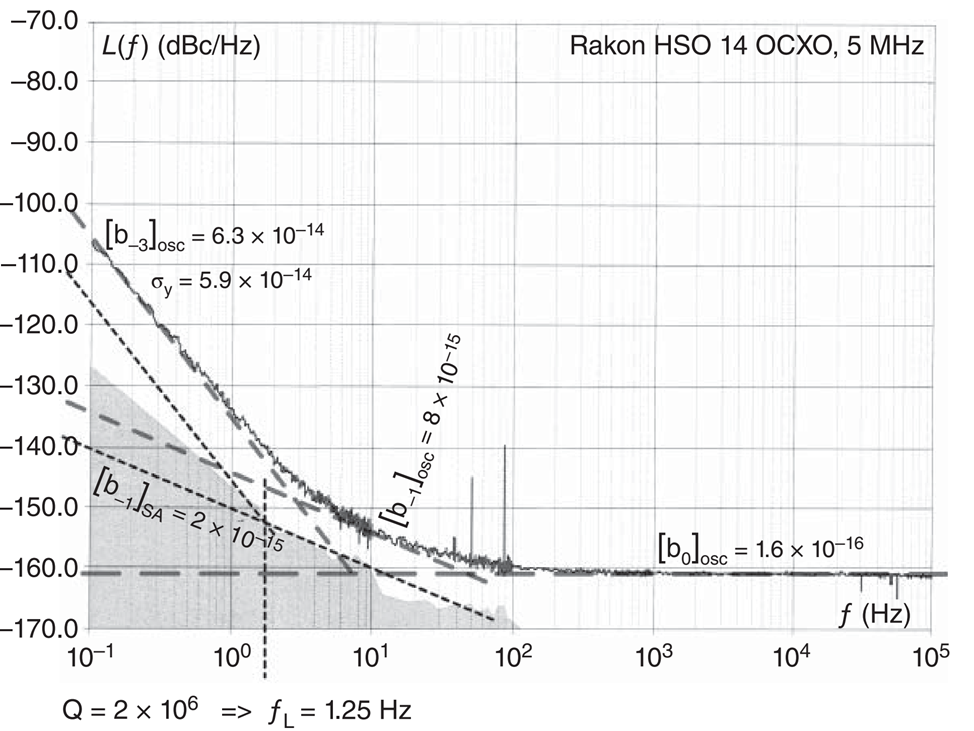 −70.0
L(ƒ) (dBc/Hz)
Rakon HSO 14 OCXO, 5 MHz
−80.0
−90.0
−100.0
[b₋₃]osc = 6.3 × 10⁻¹⁴
−110.0
σy = 5.9 × 10⁻¹⁴
−120.0
−130.0
[b₋₁]osc = 8 × 10⁻¹⁵
−140.0
[b₋₁]SA = 2 × 10⁻¹⁵
−150.0
[b₀]osc = 1.6 × 10⁻¹⁶
−160.0
ƒ (Hz)
−170.0
10⁻¹ 10⁰ 10¹ 10² 10³ 10⁴ 10⁵
Q = 2 × 10⁶ => ƒL = 1.25 Hz